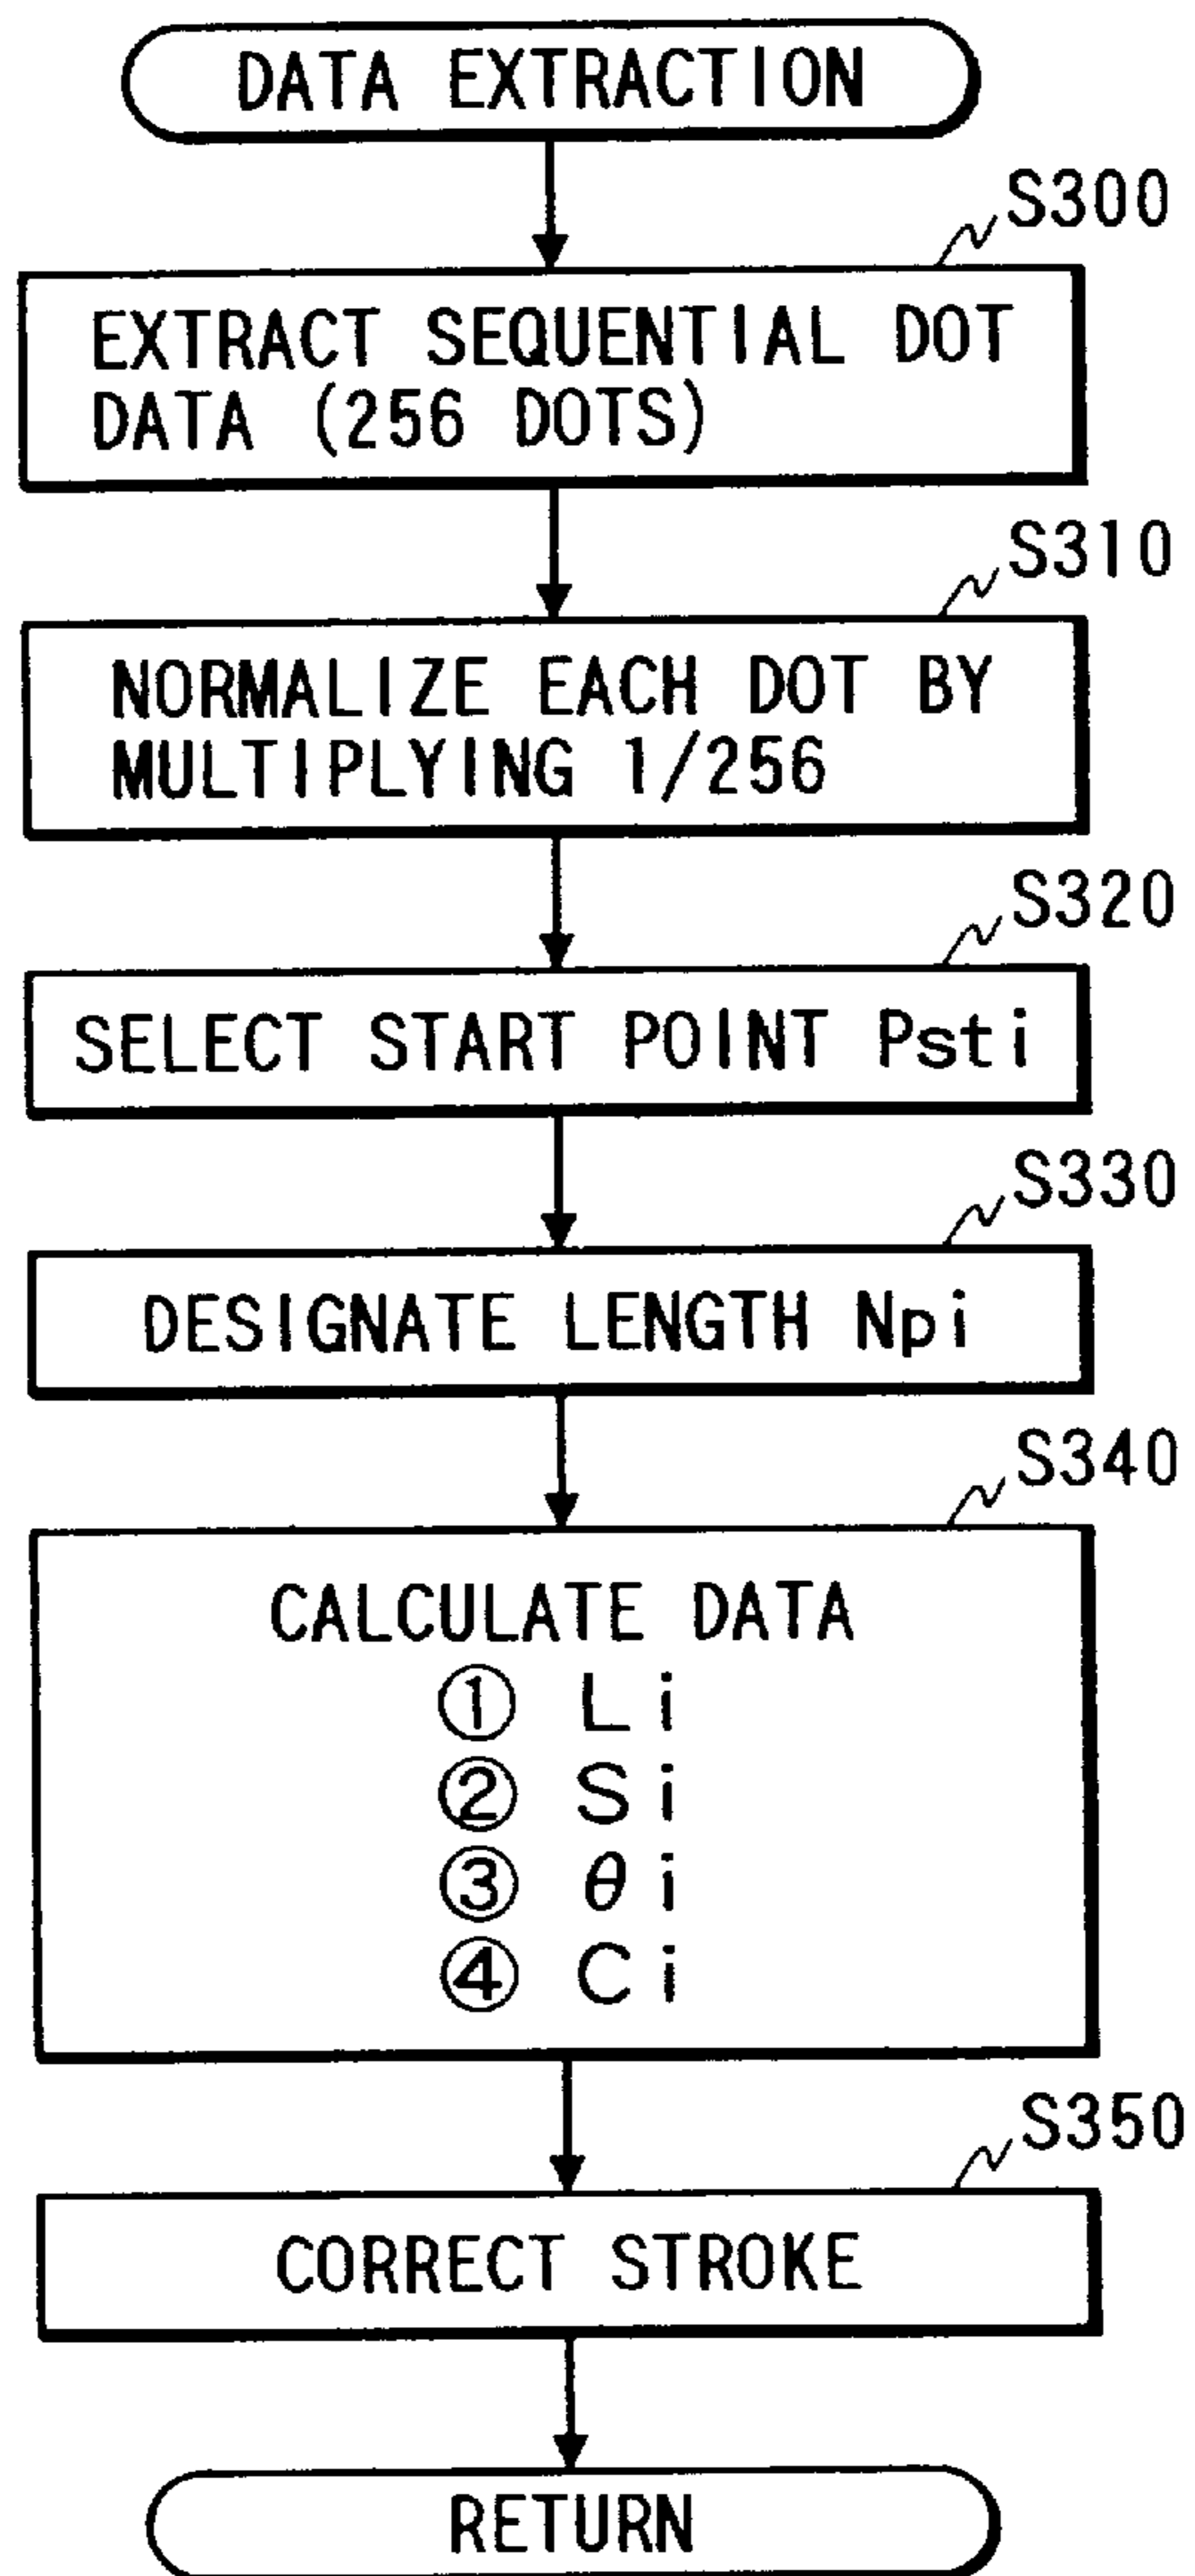 DATA EXTRACTION
S300
EXTRACT SEQUENTIAL DOT
DATA (256 DOTS)
S310
NORMALIZE EACH DOT BY
MULTIPLYING 1/256
S320
SELECT START POINT Psti
S330
DESIGNATE LENGTH Npi
S340
CALCULATE DATA
① Li
② Si
③ θi
④ Ci
S350
CORRECT STROKE
RETURN